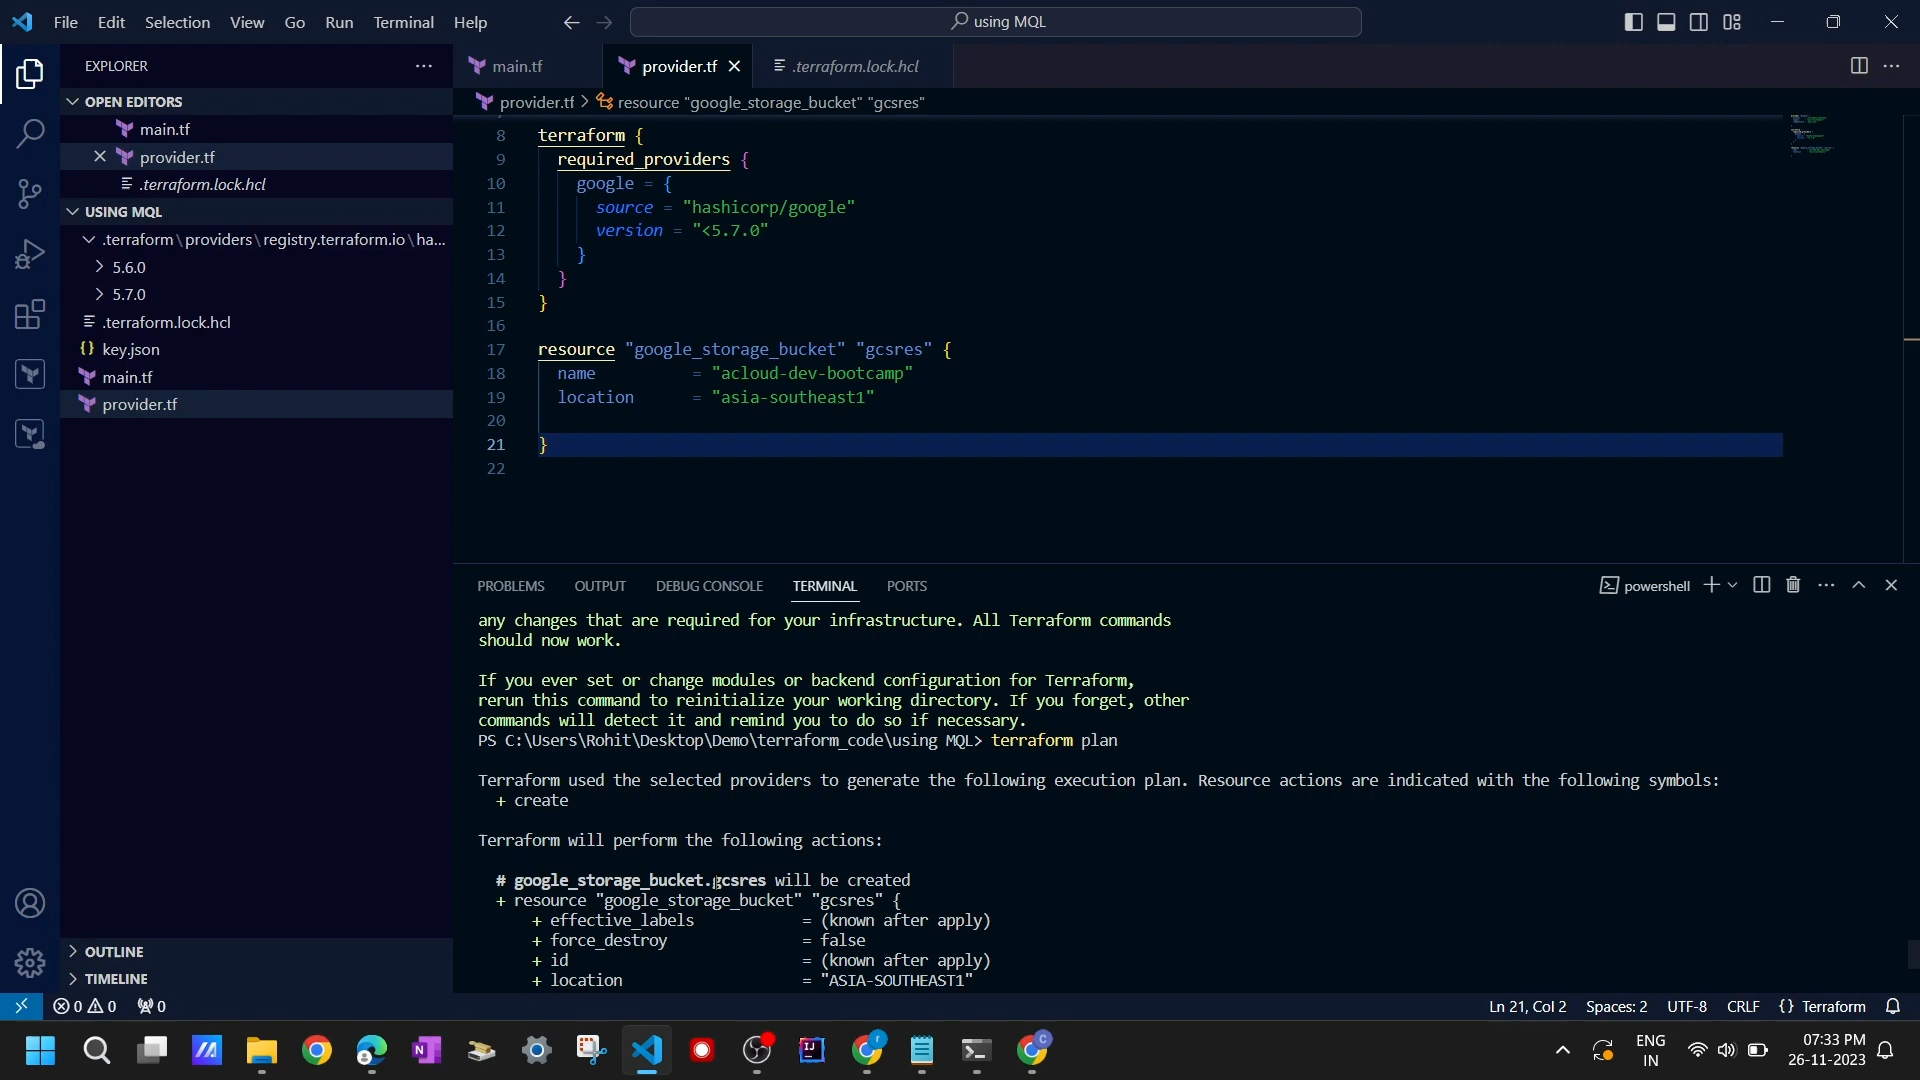 File Edit Selection View Go Run Terminal Help
using MQL
EXPLORER
OPEN EDITORS
main.tf
provider.tf
.terraform.lock.hcl
USING MQL
.terraform\providers\registry.terraform.io\ha...
5.6.0
5.7.0
.terraform.lock.hcl
key.json
main.tf
provider.tf
OUTLINE
TIMELINE
main.tf provider.tf .terraform.lock.hcl
provider.tf > resource "google_storage_bucket" "gcsres"
8 terraform {
9 required_providers {
10 google = {
11 source = "hashicorp/google"
12 version = "<5.7.0"
13 }
14 }
15 }
16
17 resource "google_storage_bucket" "gcsres" {
18 name = "acloud-dev-bootcamp"
19 location = "asia-southeast1"
20
21 }
22
PROBLEMS OUTPUT DEBUG CONSOLE TERMINAL PORTS
powershell
any changes that are required for your infrastructure. All Terraform commands
should now work.
If you ever set or change modules or backend configuration for Terraform,
rerun this command to reinitialize your working directory. If you forget, other
commands will detect it and remind you to do so if necessary.
PS C:\Users\Rohit\Desktop\Demo\terraform_code\using MQL> terraform plan
Terraform used the selected providers to generate the following execution plan. Resource actions are indicated with the following symbols:
+ create
Terraform will perform the following actions:
# google_storage_bucket.gcsres will be created
+ resource "google_storage_bucket" "gcsres" {
+ effective_labels = (known after apply)
+ force_destroy = false
+ id = (known after apply)
+ location = "ASIA-SOUTHEAST1"
0 0 0
Ln 21, Col 2 Spaces: 2 UTF-8 CRLF {} Terraform
ENG
IN
07:33 PM
26-11-2023